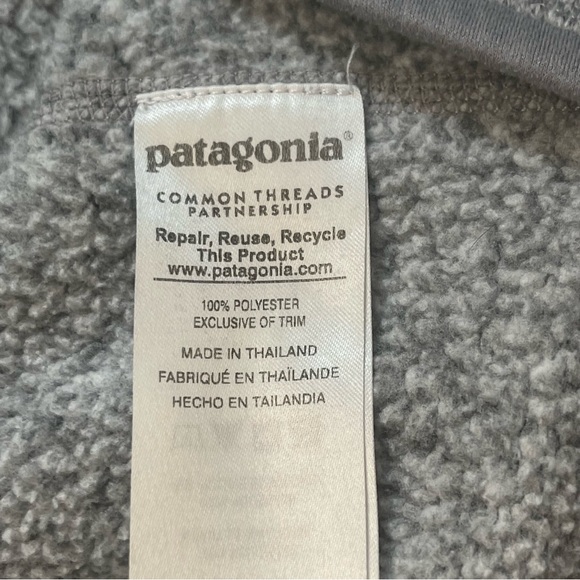 patagonia®
COMMON THREADS
PARTNERSHIP
Repair, Reuse, Recycle
This Product
www.patagonia.com
100% POLYESTER
EXCLUSIVE OF TRIM
MADE IN THAILAND
FABRIQUÉ EN THAÏLANDE
HECHO EN TAILANDIA